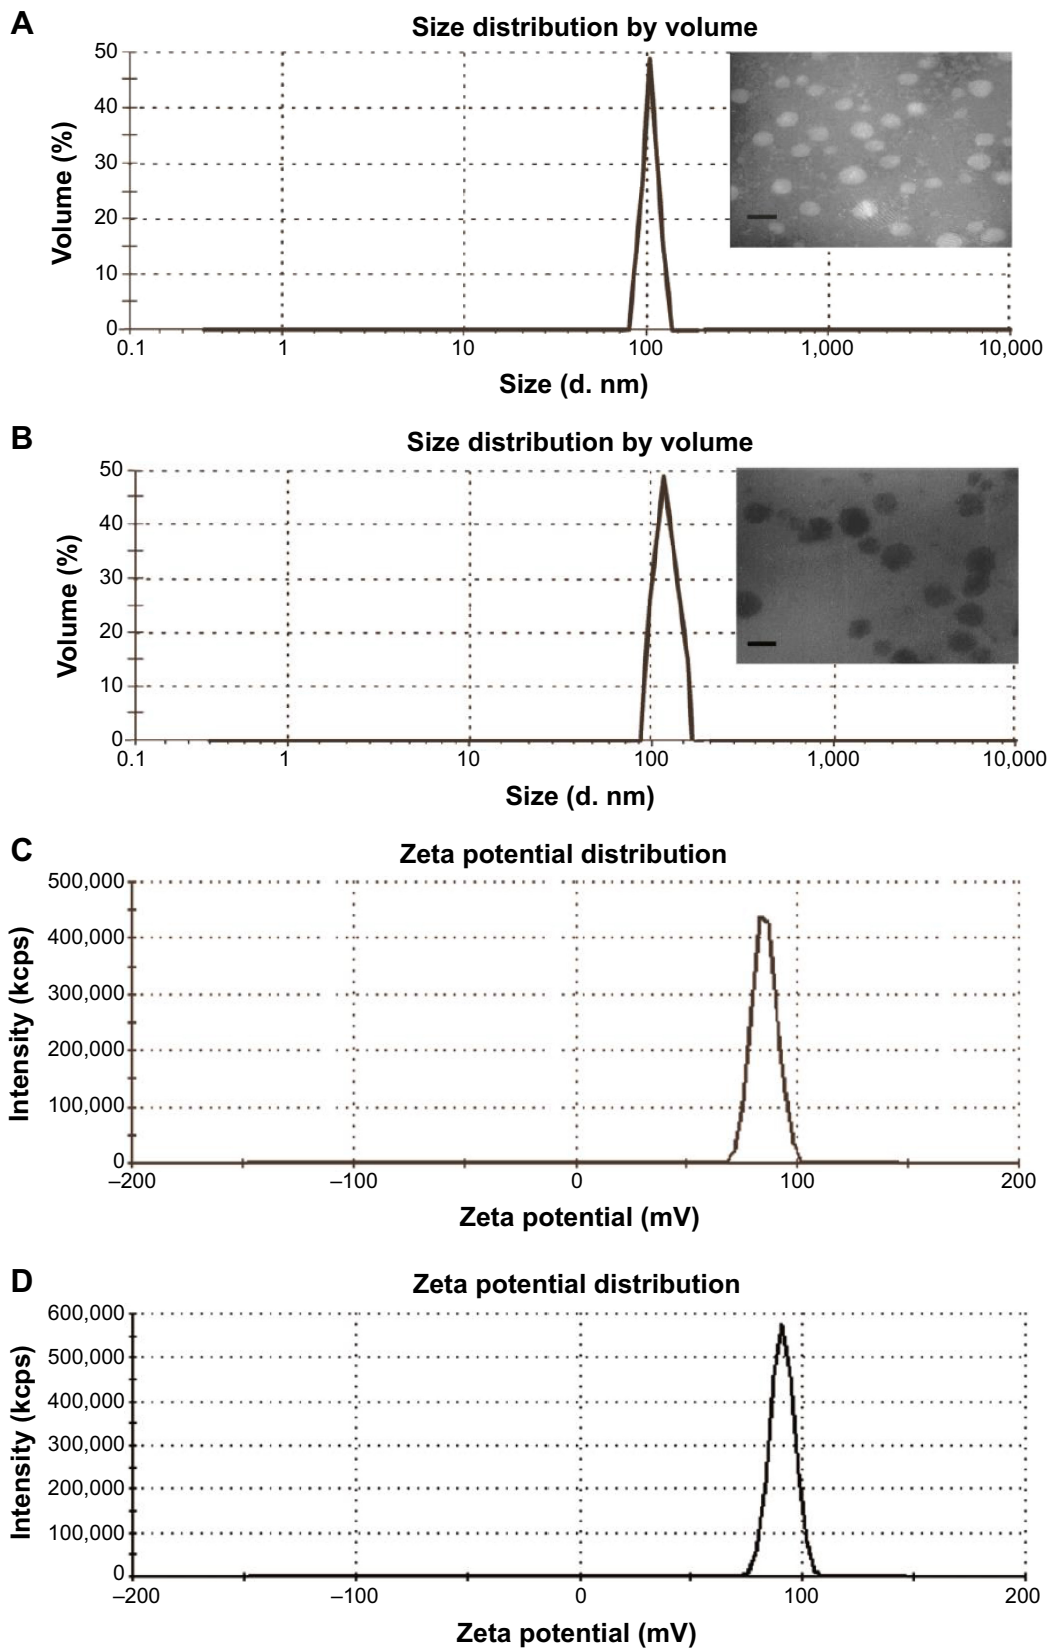 A
Size distribution by volume
50
40
30
20
10
0
Volume (%)
0.1 1 10 100 1,000 10,000
Size (d. nm)
B
Size distribution by volume
50
40
30
20
10
0
Volume (%)
0.1 1 10 100 1,000 10,000
Size (d. nm)
C
Zeta potential distribution
500,000
400,000
300,000
200,000
100,000
0
Intensity (kcps)
–200 –100 0 100 200
Zeta potential (mV)
D
Zeta potential distribution
600,000
500,000
400,000
300,000
200,000
100,000
0
Intensity (kcps)
–200 –100 0 100 200
Zeta potential (mV)